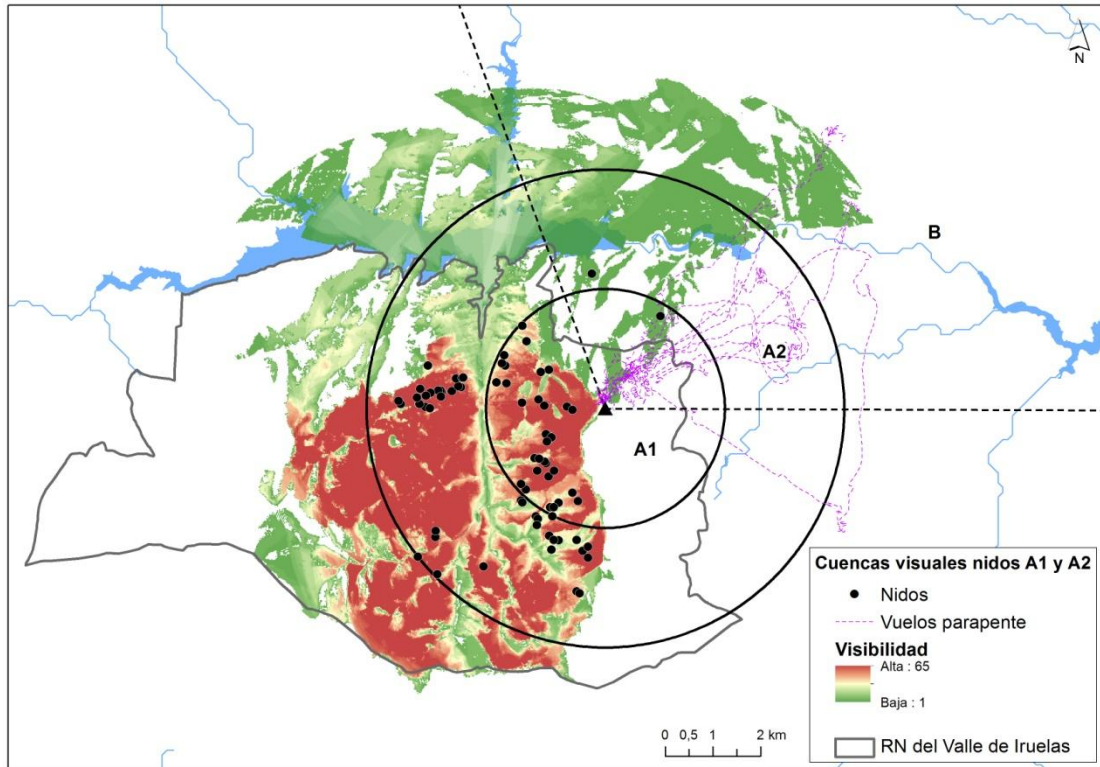 N
B
A2
A1
Cuencas visuales nidos A1 y A2
Nidos
Vuelos parapente
Visibilidad
Alta : 65
Baja : 1
RN del Valle de Iruelas
0 0,5 1 2 km